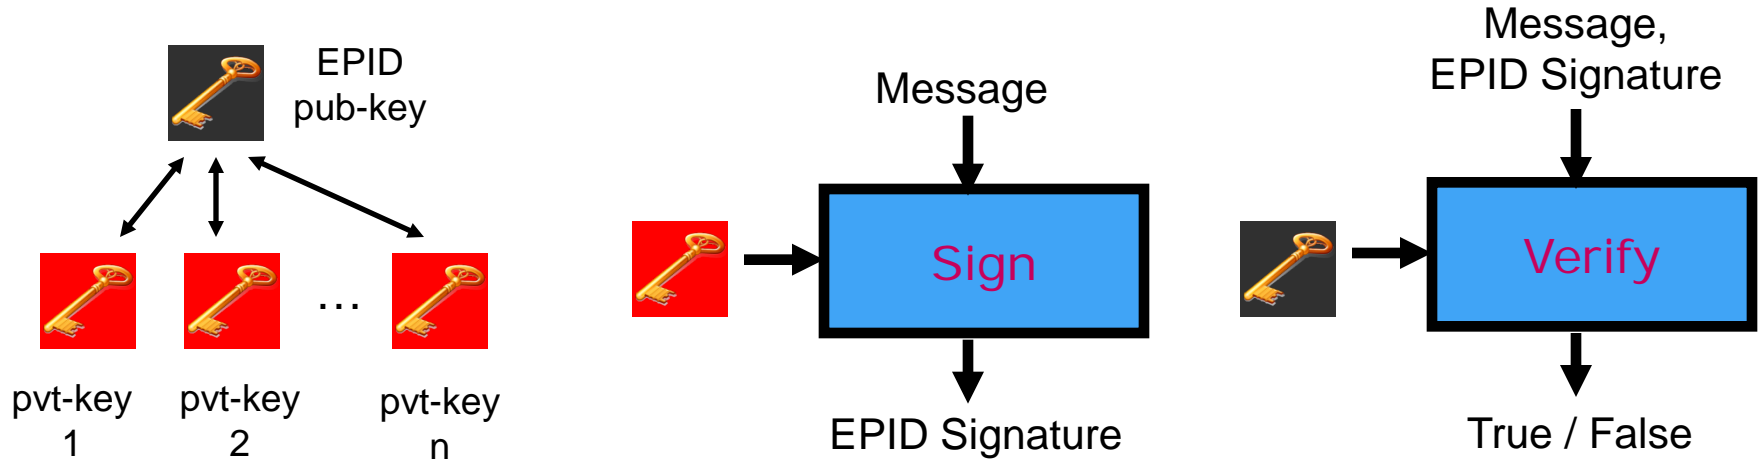 EPID
pub-key
…
pvt-key
1
pvt-key
2
pvt-key
n
Message
Sign
EPID Signature
Message,
EPID Signature
Verify
True / False